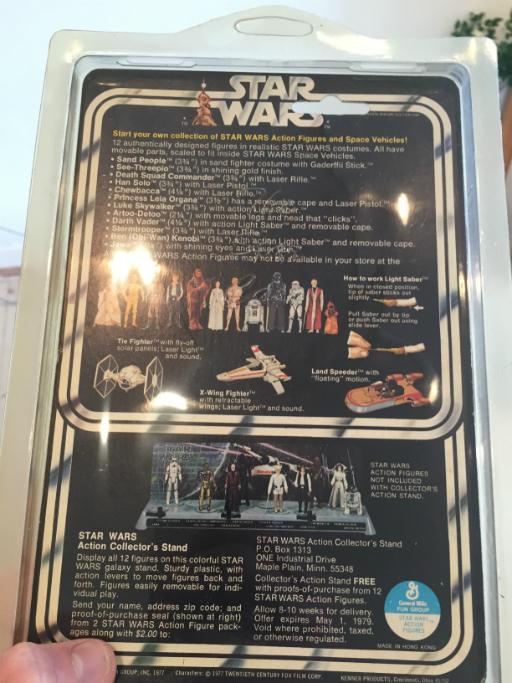 STAR
WARS
Start your own collection of STAR WARS Action Figures and Space Vehicles!
12 authentically designed figures in realistic STAR WARS costumes. All have
movable parts, scaled to fit inside STAR WARS Space Vehicles.
• Sand People™ (3¾") in sand fighter costume with Gaderffii Stick.™
• See-Threepio™ (3¾") in shining gold finish.
• Death Squad Commander™ (3¾") with Laser Rifle.™
• Han Solo™ (3¾") with Laser Pistol.™
• Chewbacca™ (4¼") with Laser Rifle.™
• Princess Leia Organa™ (3½") has a removable cape and Laser Pistol.™
• Luke Skywalker™ (3¾") with action Light Saber.™
• Artoo-Detoo™ (2¼") with movable legs and head that "clicks".
• Darth Vader™ (4¼") with action Light Saber™ and removable cape.
• Stormtrooper™ (3¾") with Laser Rifle.™
• Ben (Obi-Wan) Kenobi™ (3¾") with action Light Saber™ and removable cape.
with shining eyes and Laser
WARS Action Figures may not be available in your store at the
How to work Light Saber™
When in closed position,
tip of saber sticks out
slightly
Pull Saber out by tip
or push Saber out using
slide lever.
Tie Fighter™ with fly-off
solar panels; Laser Light™
and sound.
X-Wing Fighter™
with retractable
wings; Laser Light™ and sound.
Land Speeder™ with
"floating" motion.
STAR WARS
ACTION FIGURES
NOT INCLUDED
WITH COLLECTOR'S
ACTION STAND.
STAR WARS
Action Collector's Stand
Display all 12 figures on this colorful STAR
WARS galaxy stand. Sturdy plastic, with
action levers to move figures back and
forth. Figures easily removable for indi-
vidual play.
Send your name, address zip code; and
proof-of-purchase seal (shown at right)
from 2 STAR WARS Action Figure pack-
ages along with $2.00 to:
STAR WARS Action Collector's Stand
P.O. Box 1313
ONE Industrial Drive
Maple Plain, Minn. 55348
Collector's Action Stand FREE
with proofs-of-purchase from 12
STAR WARS Action Figures.
Allow 8-10 weeks for delivery.
Offer expires May 1, 1979.
Void where prohibited, taxed,
or otherwise regulated.
General Mills
FUN GROUP
STAR WARS
ACTION
FIGURES
MADE IN HONG KONG
GROUP, INC. 1977 Characters: © 1977 TWENTIETH CENTURY FOX FILM CORP. KENNER PRODUCTS, Cincinnati, Ohio